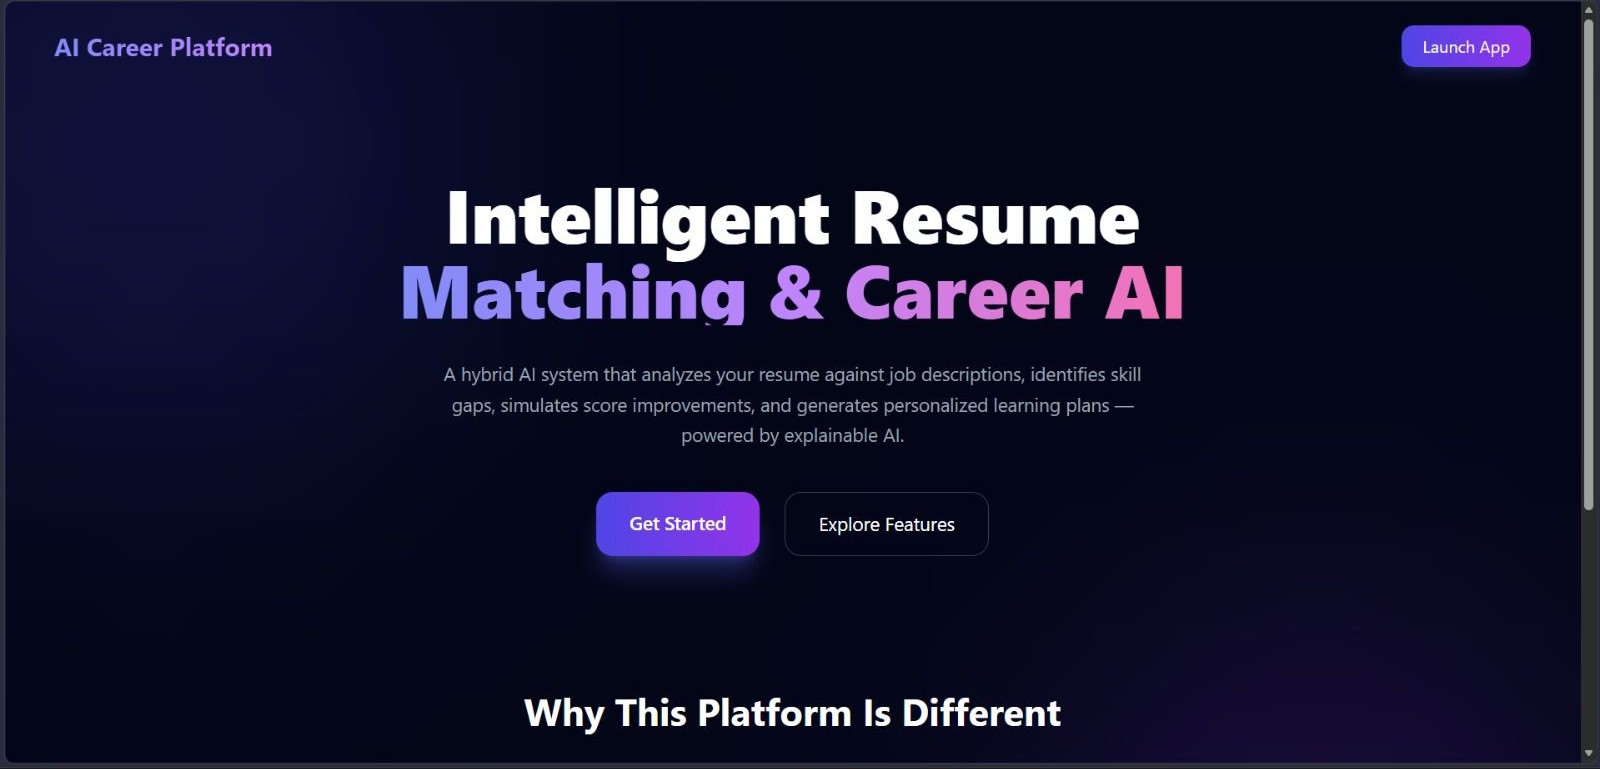 AI Career Platform
Launch App
Intelligent Resume
Matching & Career AI
A hybrid AI system that analyzes your resume against job descriptions, identifies skill
gaps, simulates score improvements, and generates personalized learning plans —
powered by explainable AI.
Get Started
Explore Features
Why This Platform Is Different